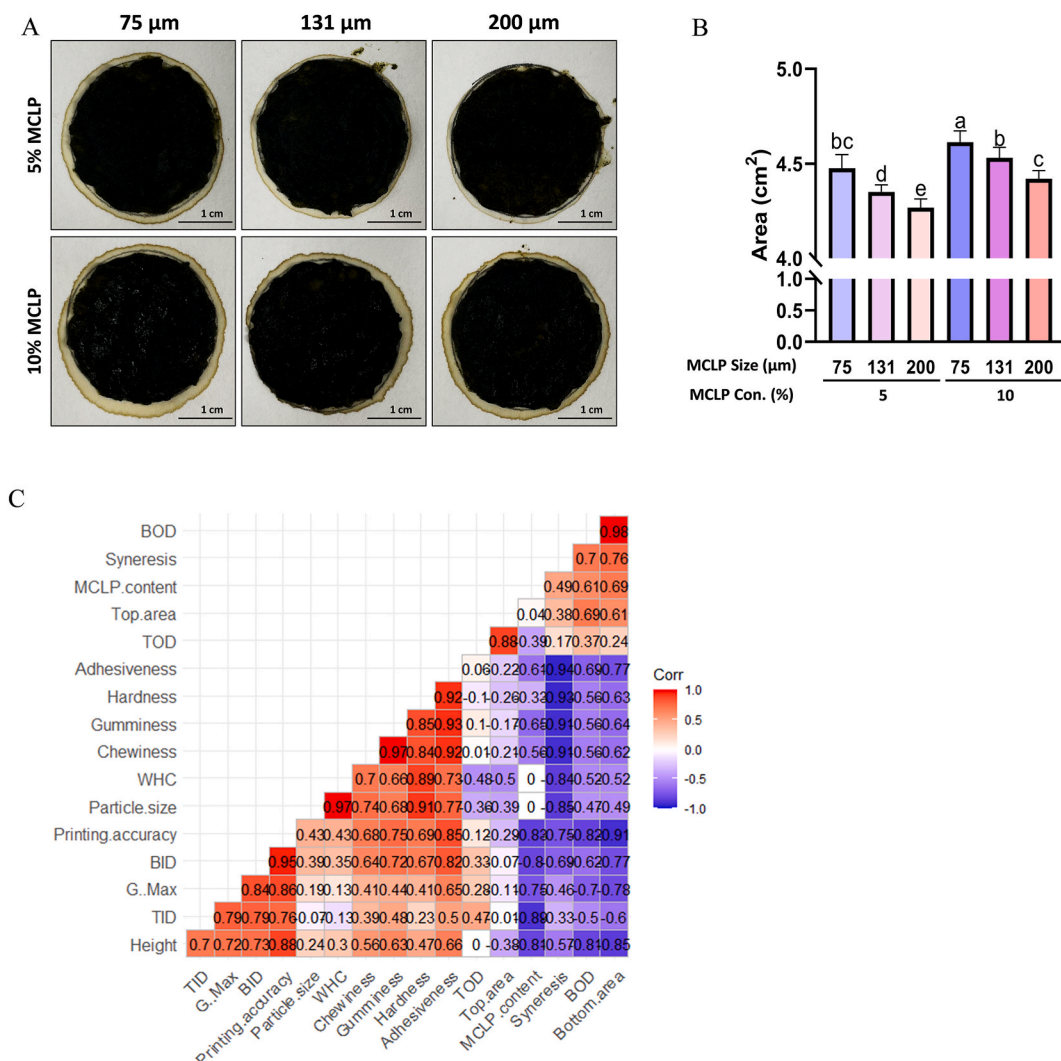 A
75 µm 131 µm 200 µm
5% MCLP
1 cm 1 cm 1 cm
10% MCLP
1 cm 1 cm 1 cm
B
Area (cm²)
5.0
4.5
4.0
1.0
0.5
0.0
bc d e a b c
MCLP Size (µm) 75 131 200 75 131 200
MCLP Con. (%) 5 10
C
BOD 0.98
Syneresis 0.7 0.76
MCLP.content 0.49 0.61 0.69
Top.area 0.04 0.38 0.69 0.61
TOD 0.88 -0.39 0.17 0.37 0.24
Adhesiveness 0.06 -0.22 -0.61 -0.94 -0.69 -0.77
Hardness 0.92 -0.1 -0.26 -0.33 -0.93 -0.56 -0.63
Gumminess 0.85 0.93 0.1 -0.17 -0.65 -0.91 -0.56 -0.64
Chewiness 0.97 0.84 0.92 0.01 -0.21 -0.56 -0.91 -0.56 -0.62
WHC 0.7 0.66 0.89 0.73 -0.48 -0.5 0 -0.84 -0.52 -0.52
Particle.size 0.97 0.74 0.68 0.91 0.77 -0.36 -0.39 0 -0.85 -0.47 -0.49
Printing.accuracy 0.43 0.43 0.68 0.75 0.69 0.85 0.12 -0.29 -0.82 -0.75 -0.82 -0.91
BID 0.95 0.39 0.35 0.64 0.72 0.67 0.82 0.33 -0.07 -0.8 -0.69 -0.62 -0.77
G..Max 0.84 0.86 0.19 0.13 0.41 0.44 0.41 0.65 0.28 -0.11 -0.75 -0.46 -0.7 -0.78
TID 0.79 0.79 0.76 -0.07 -0.13 0.39 0.48 0.23 0.5 0.47 -0.01 -0.89 -0.33 -0.5 -0.6
Height 0.7 0.72 0.73 0.88 0.24 0.3 0.56 0.63 0.47 0.66 0 -0.38 -0.81 -0.57 -0.81 -0.85
TID G..Max BID Printing.accuracy Particle.size WHC Chewiness Gumminess Hardness Adhesiveness TOD Top.area MCLP.content Syneresis BOD Bottom.area
Corr
1.0
0.5
0.0
-0.5
-1.0